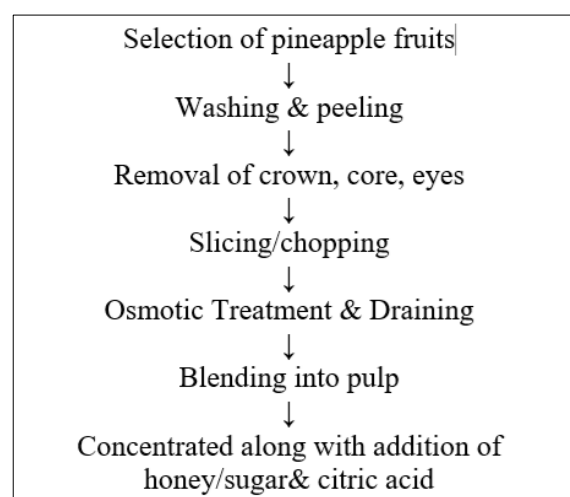 Selection of pineapple fruits
↓
Washing & peeling
↓
Removal of crown, core, eyes
↓
Slicing/chopping
↓
Osmotic Treatment & Draining
↓
Blending into pulp
↓
Concentrated along with addition of
honey/sugar& citric acid